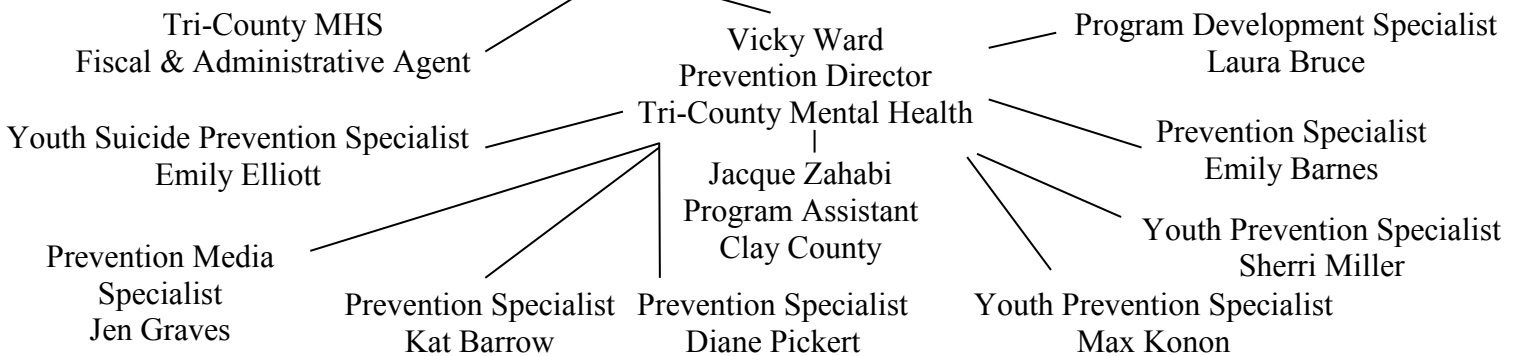 Tri-County MHS
Fiscal & Administrative Agent
Vicky Ward
Prevention Director
Tri-County Mental Health
Program Development Specialist
Laura Bruce
Youth Suicide Prevention Specialist
Emily Elliott
Prevention Specialist
Emily Barnes
Jacque Zahabi
Program Assistant
Clay County
Youth Prevention Specialist
Sherri Miller
Prevention Media
Specialist
Jen Graves
Prevention Specialist
Kat Barrow
Prevention Specialist
Diane Pickert
Youth Prevention Specialist
Max Konon